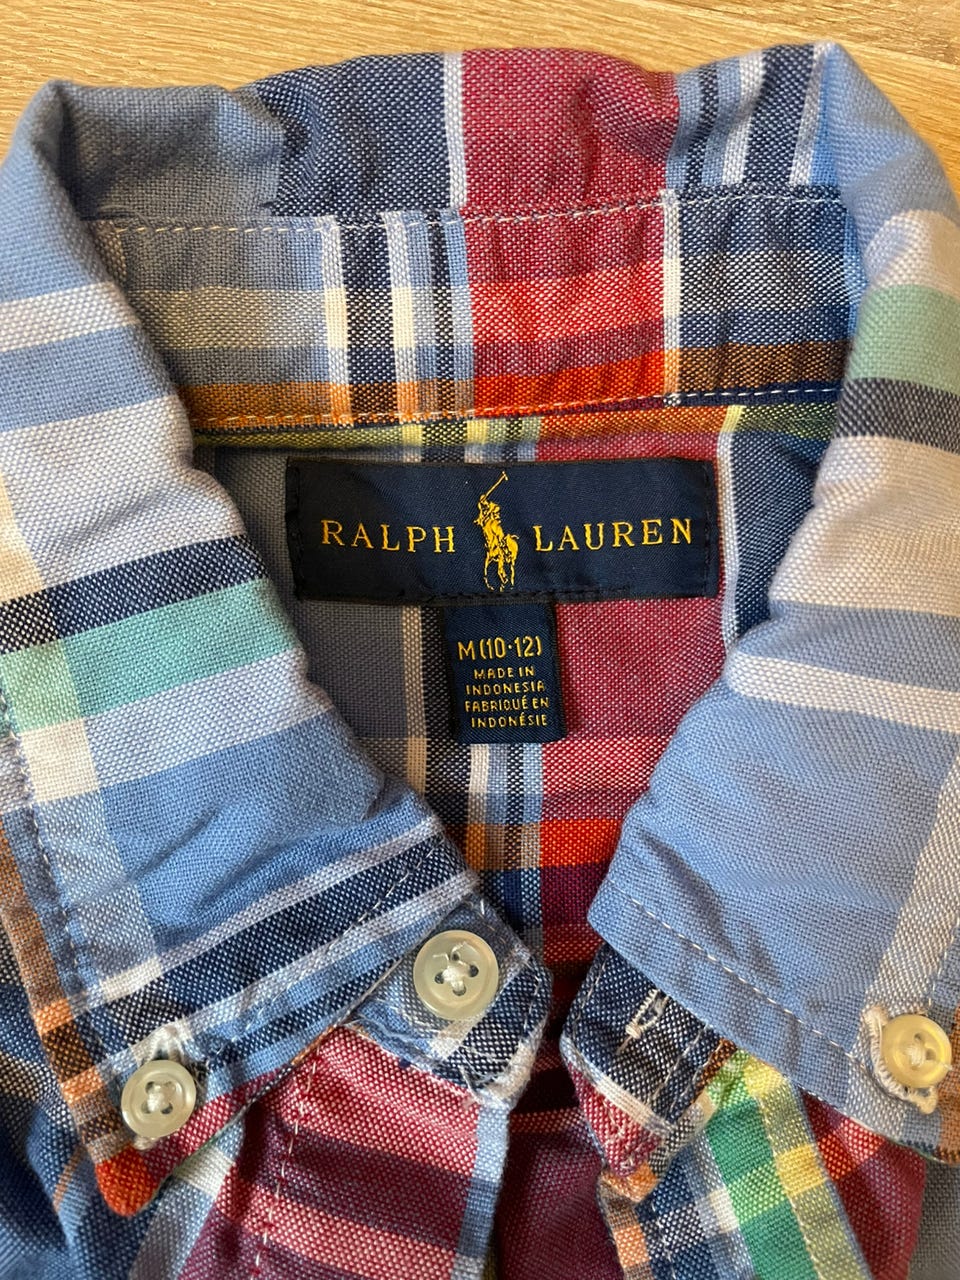 RALPH LAUREN
M(10·12)
MADE IN
INDONESIA
FABRIQUÉ EN
INDONÉSIE